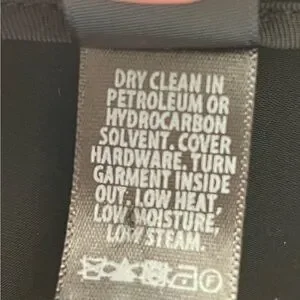 DRY CLEAN IN
PETROLEUM OR
HYDROCARBON
SOLVENT. COVER
HARDWARE. TURN
GARMENT INSIDE
OUT. LOW HEAT,
LOW MOISTURE,
LOW STEAM.
F